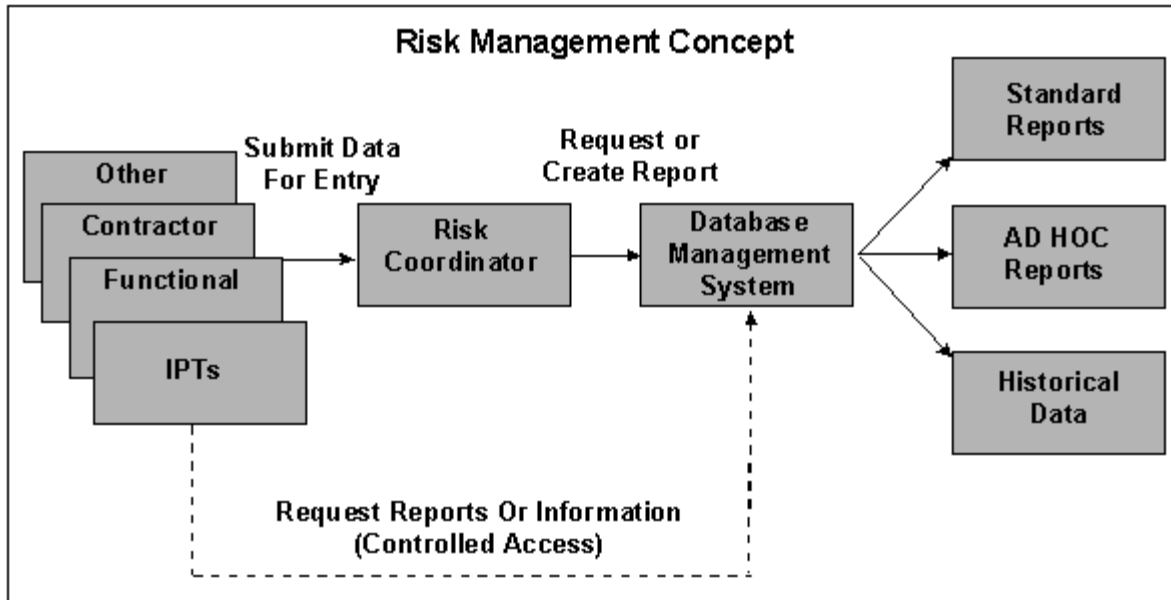 Risk Management Concept
Other
Contractor
Functional
IPTs
Submit Data
For Entry
Risk
Coordinator
Request or
Create Report
Database
Management
System
Standard
Reports
AD HOC
Reports
Historical
Data
Request Reports Or Information
(Controlled Access)